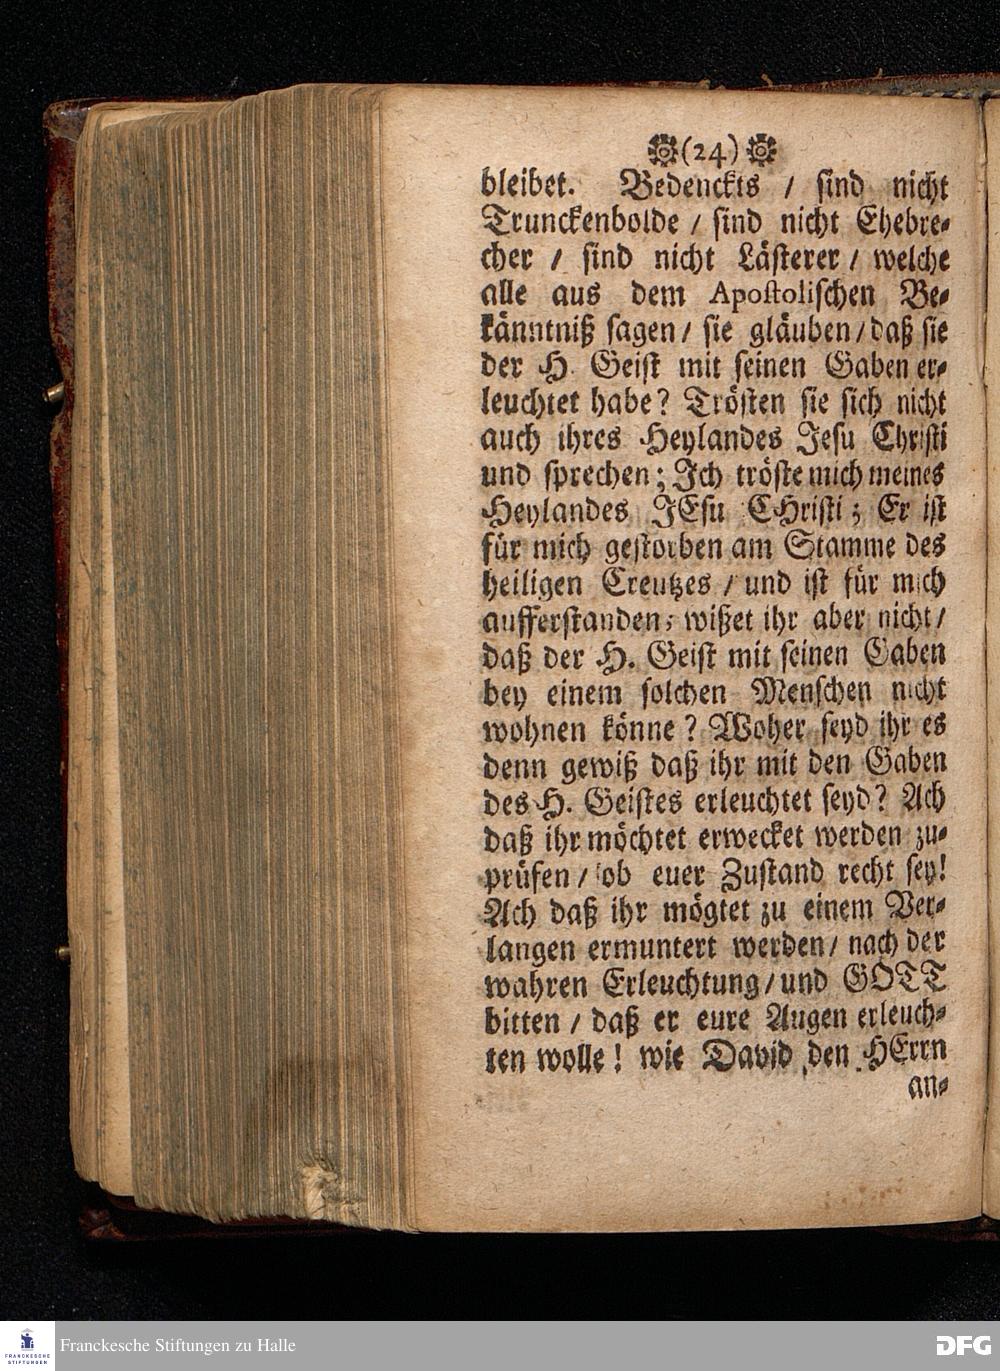 (24)
bleibet. Bedenckts / sind nicht
Trunckenbolde / sind nicht Ehebre-
cher / sind nicht Lästerer / welche
alle aus dem Apostolischen Be-
känntniß sagen / sie gläuben / daß sie
der H. Geist mit seinen Gaben er-
leuchtet habe? Trösten sie sich nicht
auch ihres Heylandes Jesu Christi
und sprechen; Ich tröste mich meines
Heylandes JEsu CHristi; Er ist
für mich gestorben am Stamme des
heiligen Creutzes / und ist für mich
aufferstanden; wißet ihr aber nicht /
daß der H. Geist mit seinen Gaben
bey einem solchen Menschen nicht
wohnen könne? Woher seyd ihr es
denn gewiß daß ihr mit den Gaben
des H. Geistes erleuchtet seyd? Ach
daß ihr möchtet erwecket werden zu-
prüfen / ob euer Zustand recht sey!
Ach daß ihr mögtet zu einem Ver-
langen ermuntert werden / nach der
wahren Erleuchtung / und GOTT
bitten / daß er eure Augen erleuch-
ten wolle! wie David den HErrn
an-
FRANCKESCHE
STIFTUNGEN
Franckesche Stiftungen zu Halle
DFG